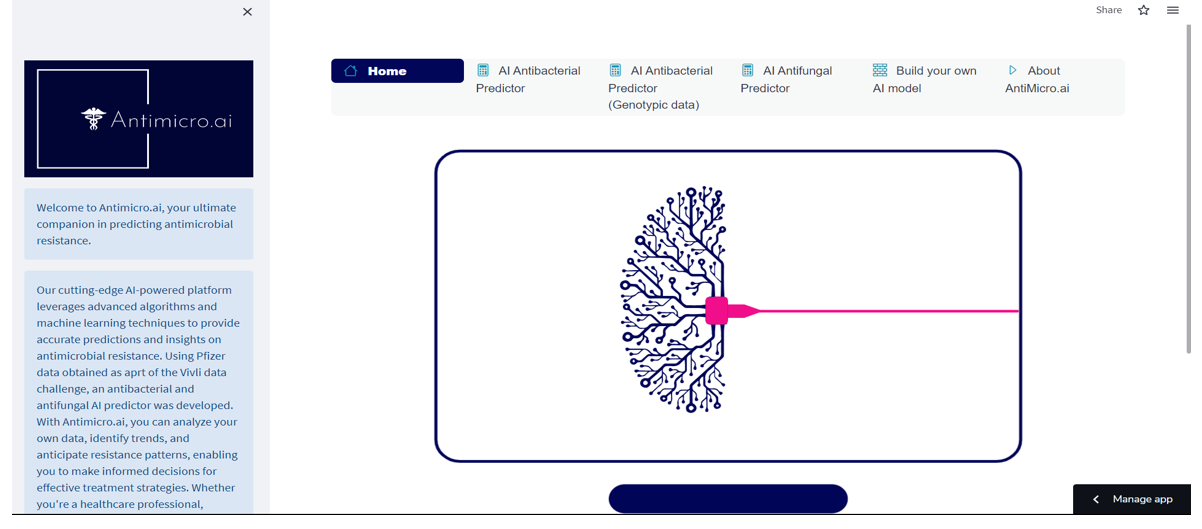 Share
Antimicro.ai
Welcome to Antimicro.ai, your ultimate
companion in predicting antimicrobial
resistance.
Our cutting-edge AI-powered platform
leverages advanced algorithms and
machine learning techniques to provide
accurate predictions and insights on
antimicrobial resistance. Using Pfizer
data obtained as aprt of the Vivli data
challenge, an antibacterial and
antifungal AI predictor was developed.
With Antimicro.ai, you can analyze your
own data, identify trends, and
anticipate resistance patterns, enabling
you to make informed decisions for
effective treatment strategies. Whether
you're a healthcare professional,
Home
AI Antibacterial
Predictor
AI Antibacterial
Predictor
(Genotypic data)
AI Antifungal
Predictor
Build your own
AI model
About
AntiMicro.ai
Manage app